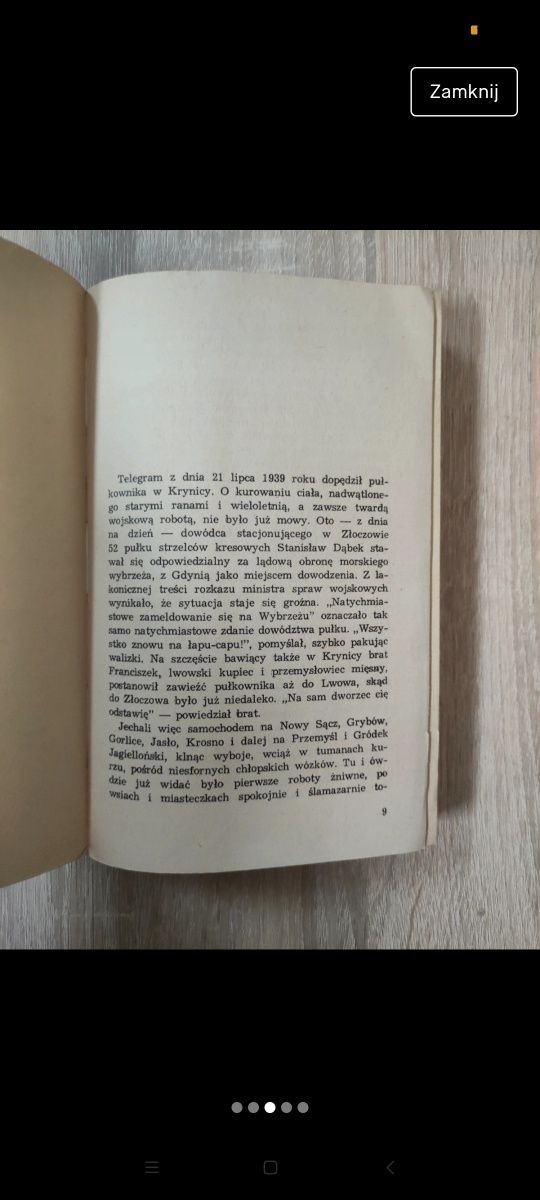 Zamknij
Telegram z dnia 21 lipca 1939 roku dopędził puł-
kownika w Krynicy. O kurowaniu ciała, nadwątlone-
go starymi ranami i wieloletnią, a zawsze twardą
wojskową robotą, nie było już mowy. Oto — z dnia
na dzień — dowódca stacjonującego w Złoczowie
52 pułku strzelców kresowych Stanisław Dąbek sta-
wał się odpowiedzialny za lądową obronę morskiego
wybrzeża, z Gdynią jako miejscem dowodzenia. Z la-
konicznej treści rozkazu ministra spraw wojskowych
wynikało, że sytuacja staje się groźna. „Natychmia-
stowe zameldowanie się na Wybrzeżu” oznaczało tak
samo natychmiastowe zdanie dowództwa pułku. „Wszy-
stko znowu na łapu-capu!”, pomyślał, szybko pakując
walizki. Na szczęście bawiący także w Krynicy brat
Franciszek, lwowski kupiec i przemysłowiec mięsny,
postanowił zawieźć pułkownika aż do Lwowa, skąd
do Złoczowa było już niedaleko. „Na sam dworzec cię
odstawię” — powiedział brat.
Jechali więc samochodem na Nowy Sącz, Grybów,
Gorlice, Jasło, Krosno i dalej na Przemyśl i Gródek
Jagielloński, klnąc wyboje, wciąż w tumanach ku-
rzu, pośród niesfornych chłopskich wózków. Tu i ów-
dzie już widać było pierwsze roboty żniwne, po
wsiach i miasteczkach spokojnie i ślamazarnie to-
9